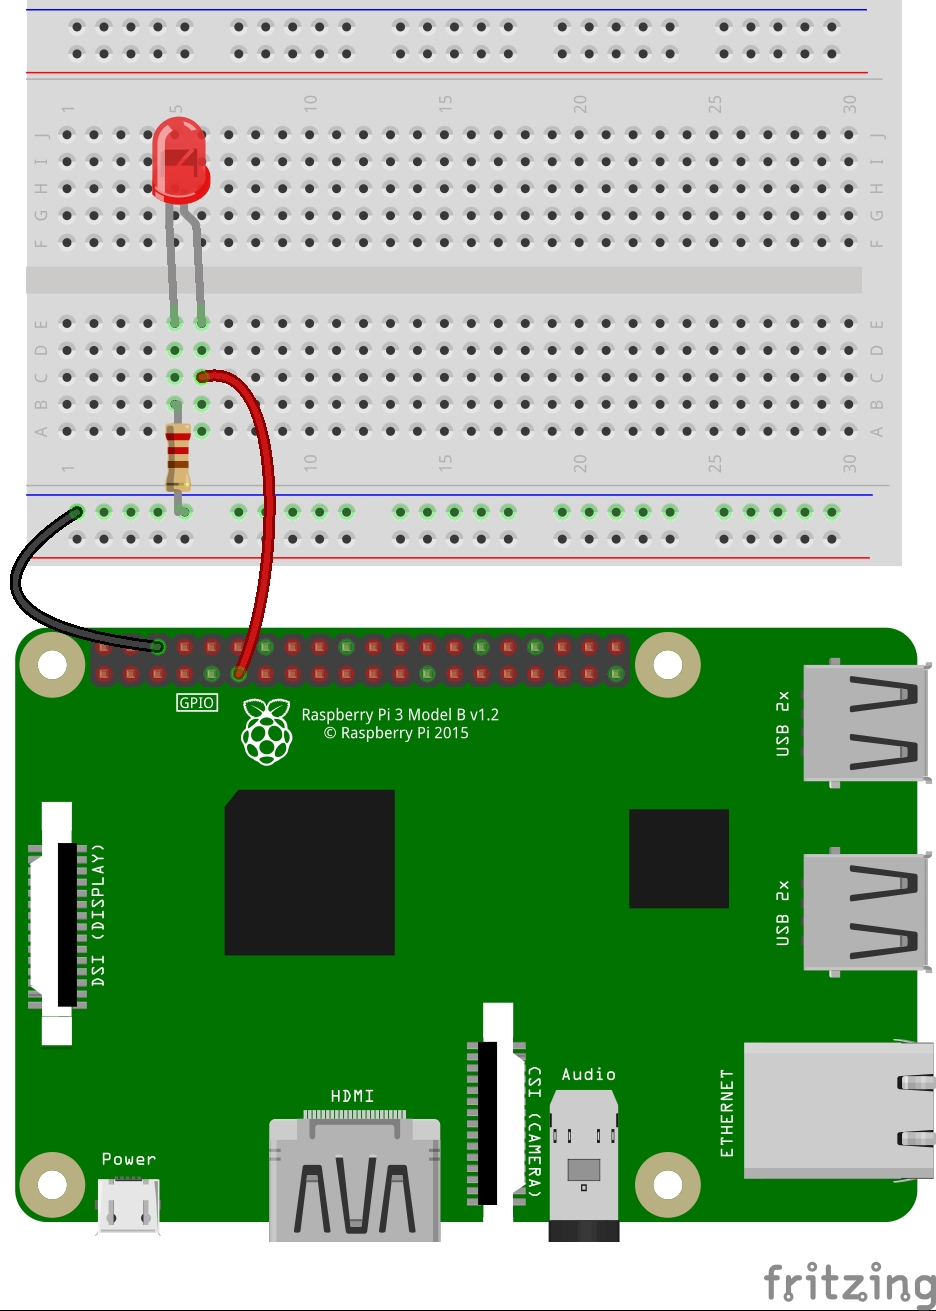 1 5 10 15 20 25 30
J J
I I
H H
G G
F F
E E
D D
C C
B B
A A
1 10 15 20 25 30
GPIO
Raspberry Pi 3 Model B v1.2
© Raspberry Pi 2015
USB 2x
DSI (DISPLAY)
USB 2x
CSI (CAMERA)
Audio
ETHERNET
HDMI
Power
fritzing